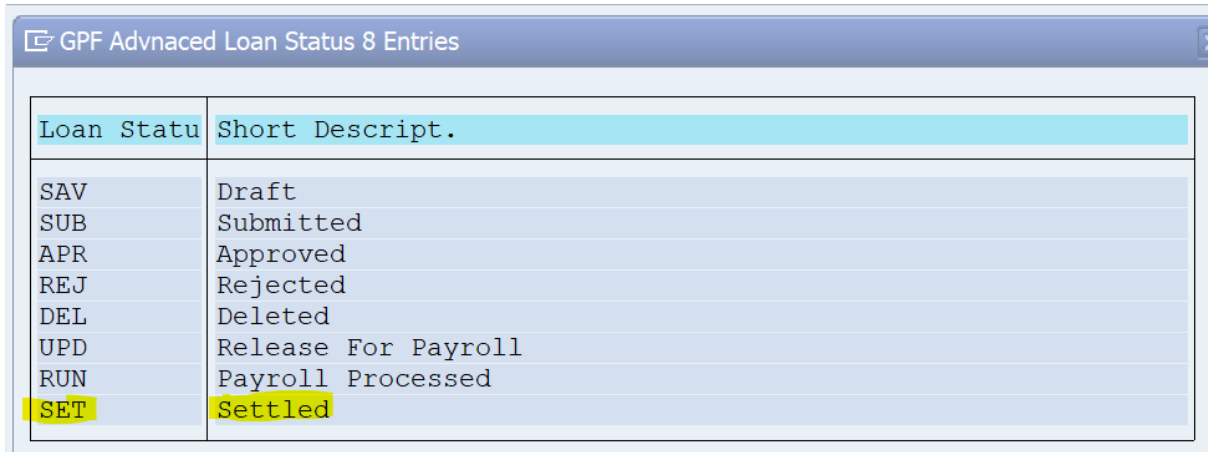 GPF Advnaced Loan Status 8 Entries
Loan Statu Short Descript.
SAV Draft
SUB Submitted
APR Approved
REJ Rejected
DEL Deleted
UPD Release For Payroll
RUN Payroll Processed
SET Settled